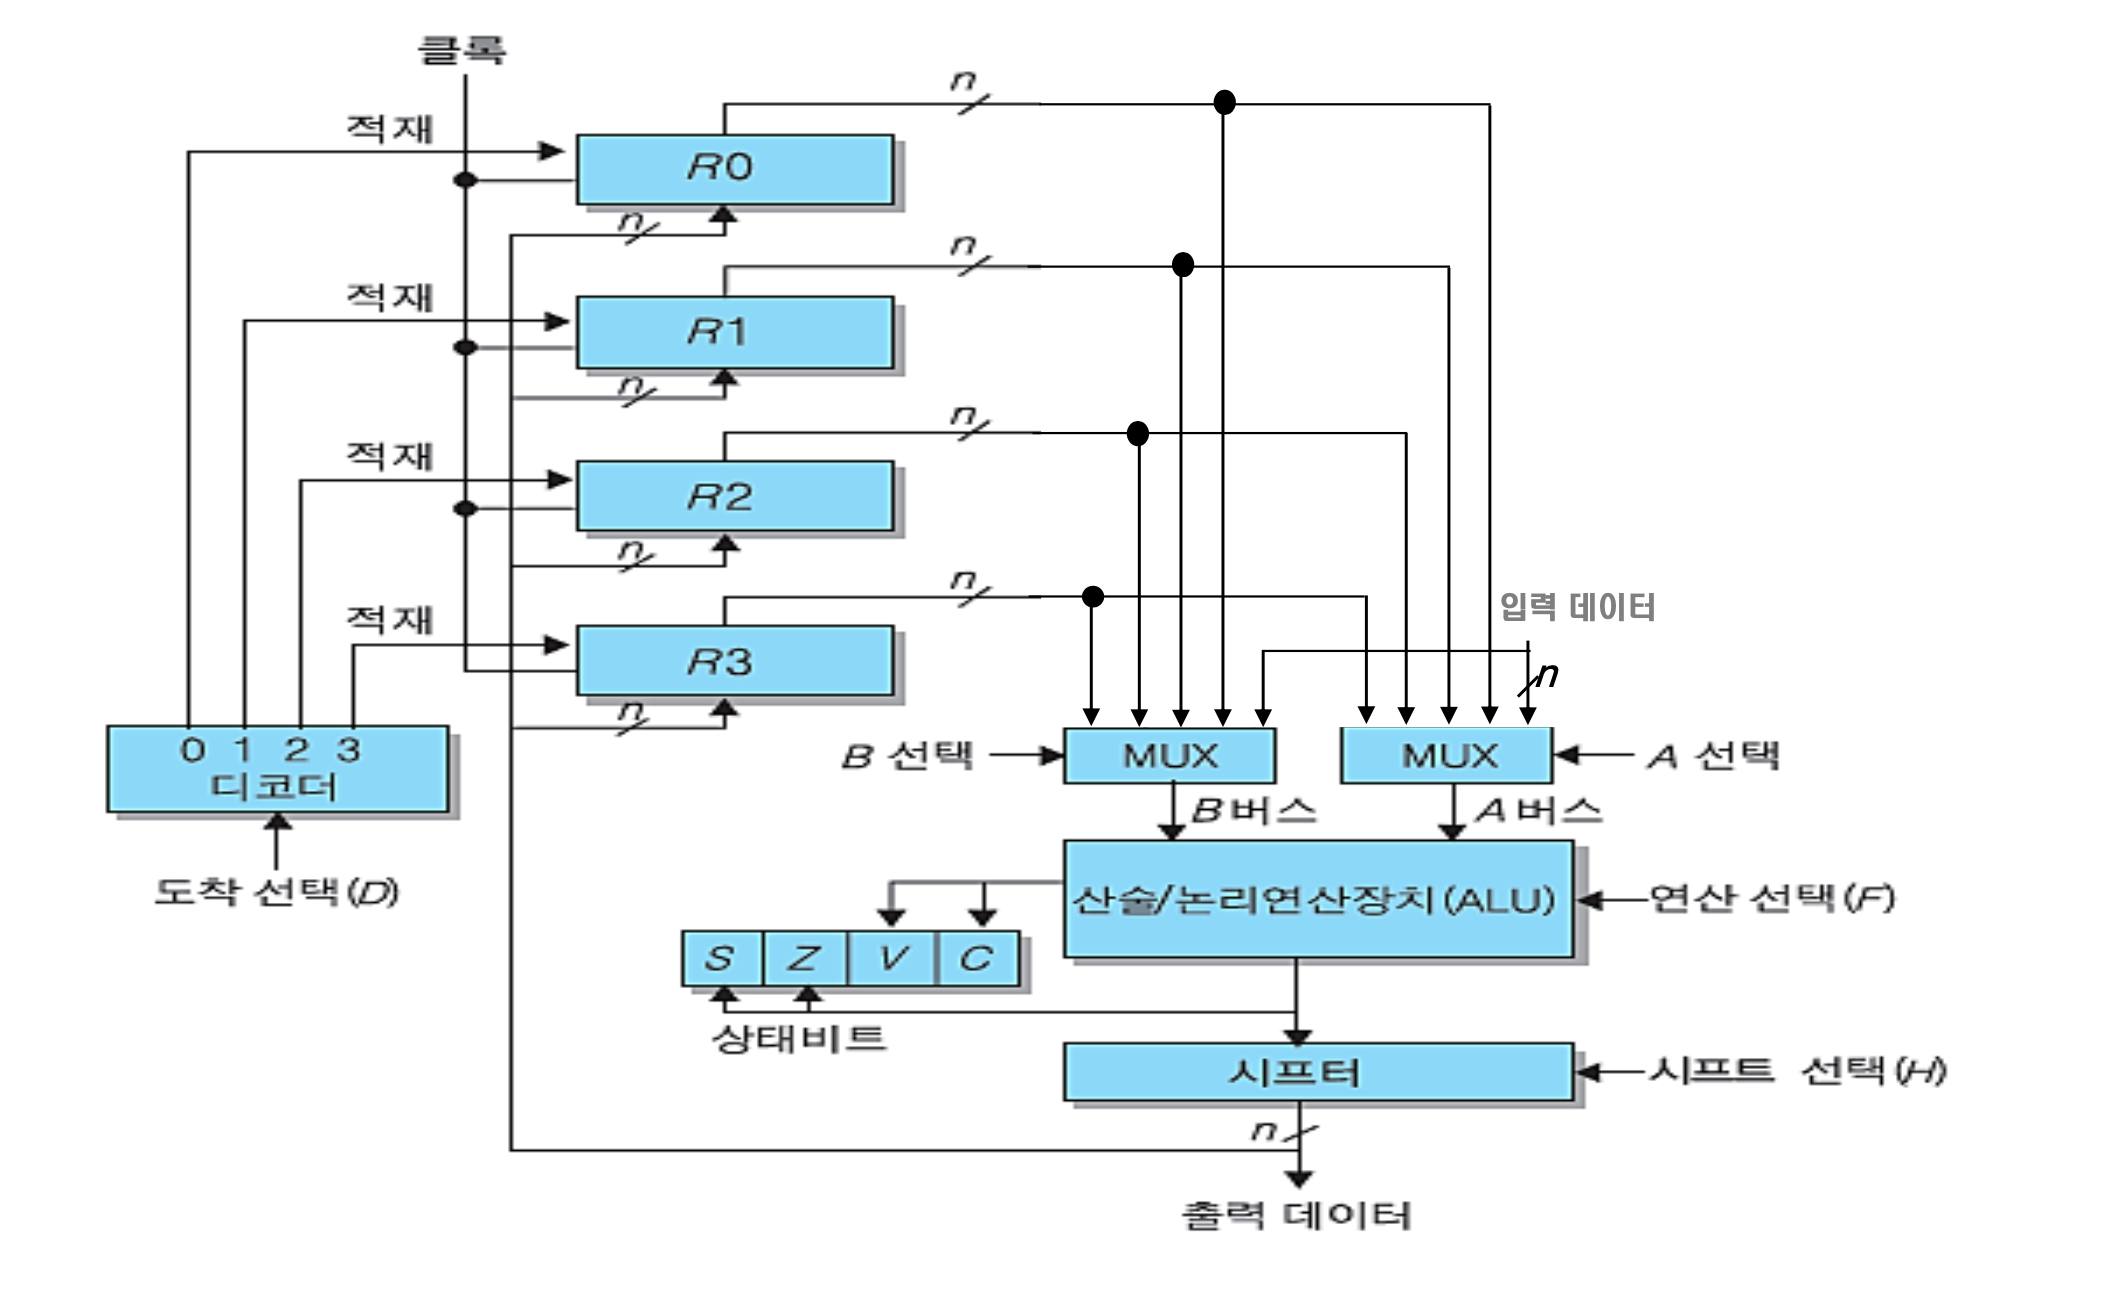 클록
n
적재
R0
n
n
적재
R1
n
n
적재
R2
n
n
적재
입력 데이터
R3
n
n
0 1 2 3
디코더
B 선택
MUX
MUX
A 선택
B 버스
A 버스
도착 선택(D)
산술/논리연산장치(ALU)
연산 선택(F)
S Z V C
상태비트
시프터
시프트 선택(H)
n
출력 데이터